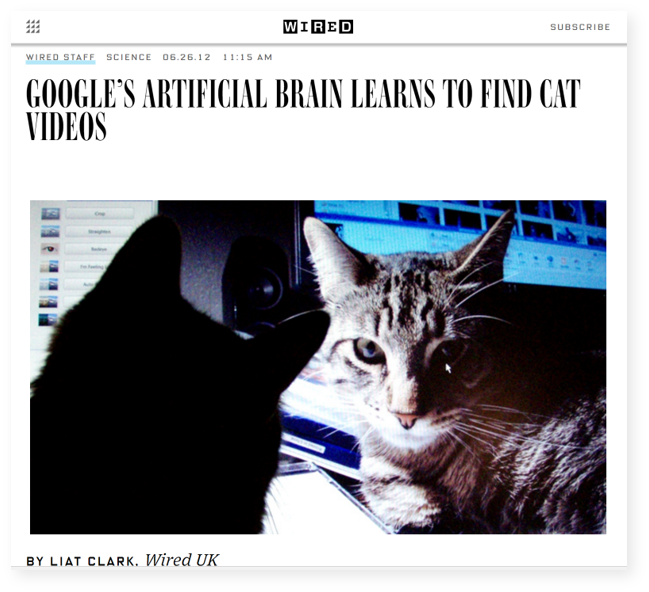 WIRED
SUBSCRIBE
WIRED STAFF SCIENCE 06.26.12 11:15 AM
GOOGLE’S ARTIFICIAL BRAIN LEARNS TO FIND CAT
VIDEOS
Crop
Straighten
Redeye
BY LIAT CLARK, Wired UK